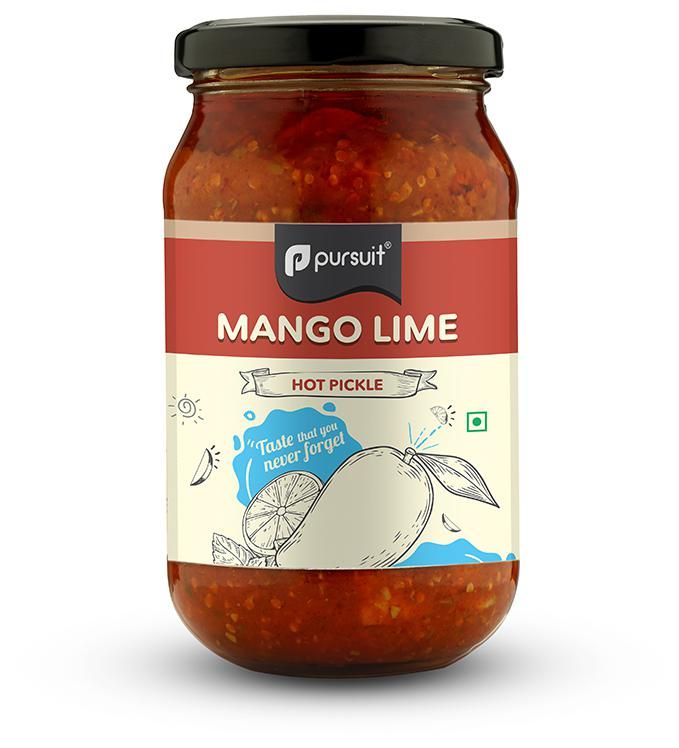 pursuit®
MANGO LIME
HOT PICKLE
"Taste that you
never forget